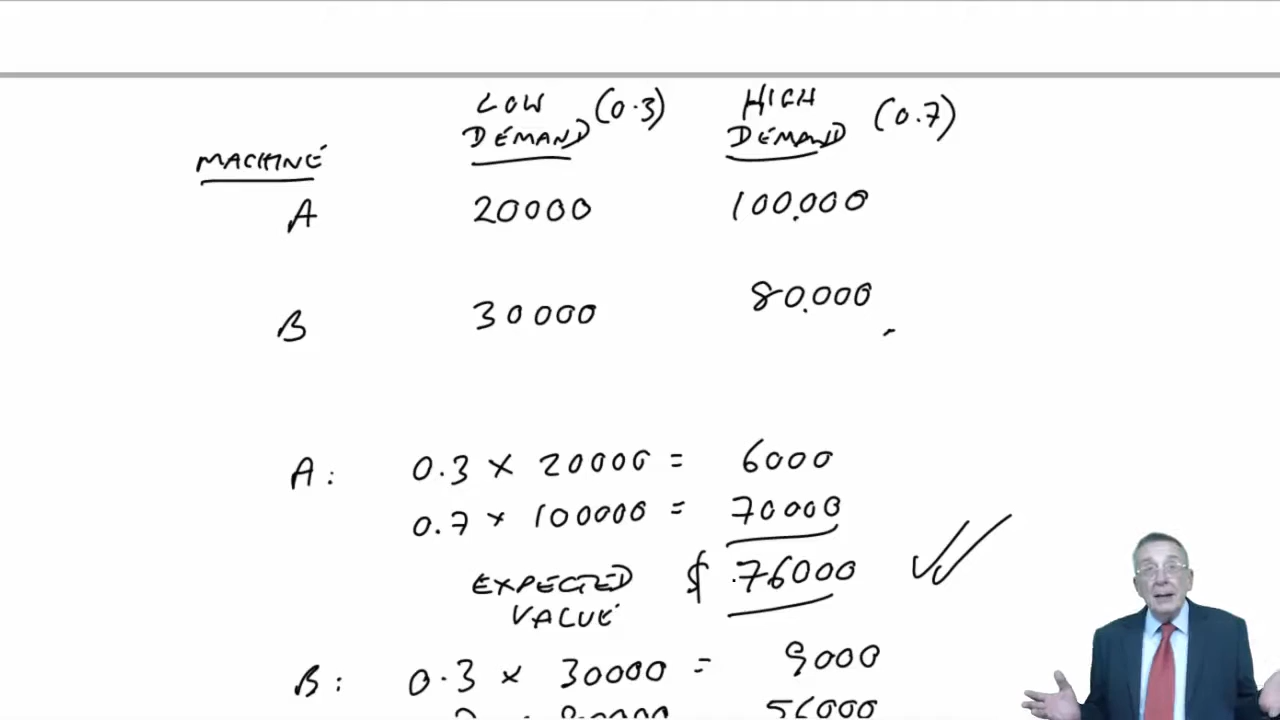 LOW (0.3) HIGH (0.7)
DEMAND DEMAND
MACHINE
A 20000 100,000
B 30000 80,000
A: 0.3 × 20000 = 6000
0.7 × 100000 = 70000
EXPECTED $ 76000
VALUE
B: 0.3 × 30000 = 9000
56000